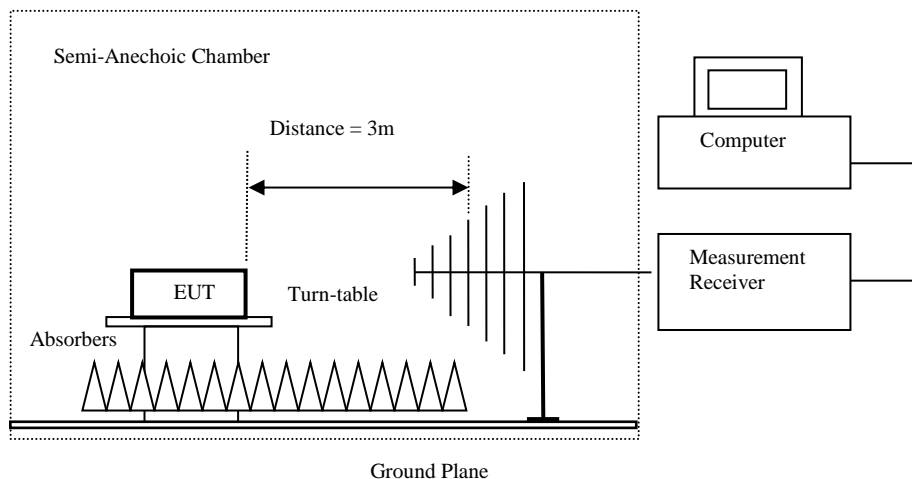 Semi-Anechoic Chamber
Distance = 3m
Computer
Measurement
Receiver
EUT
Turn-table
Absorbers
Ground Plane